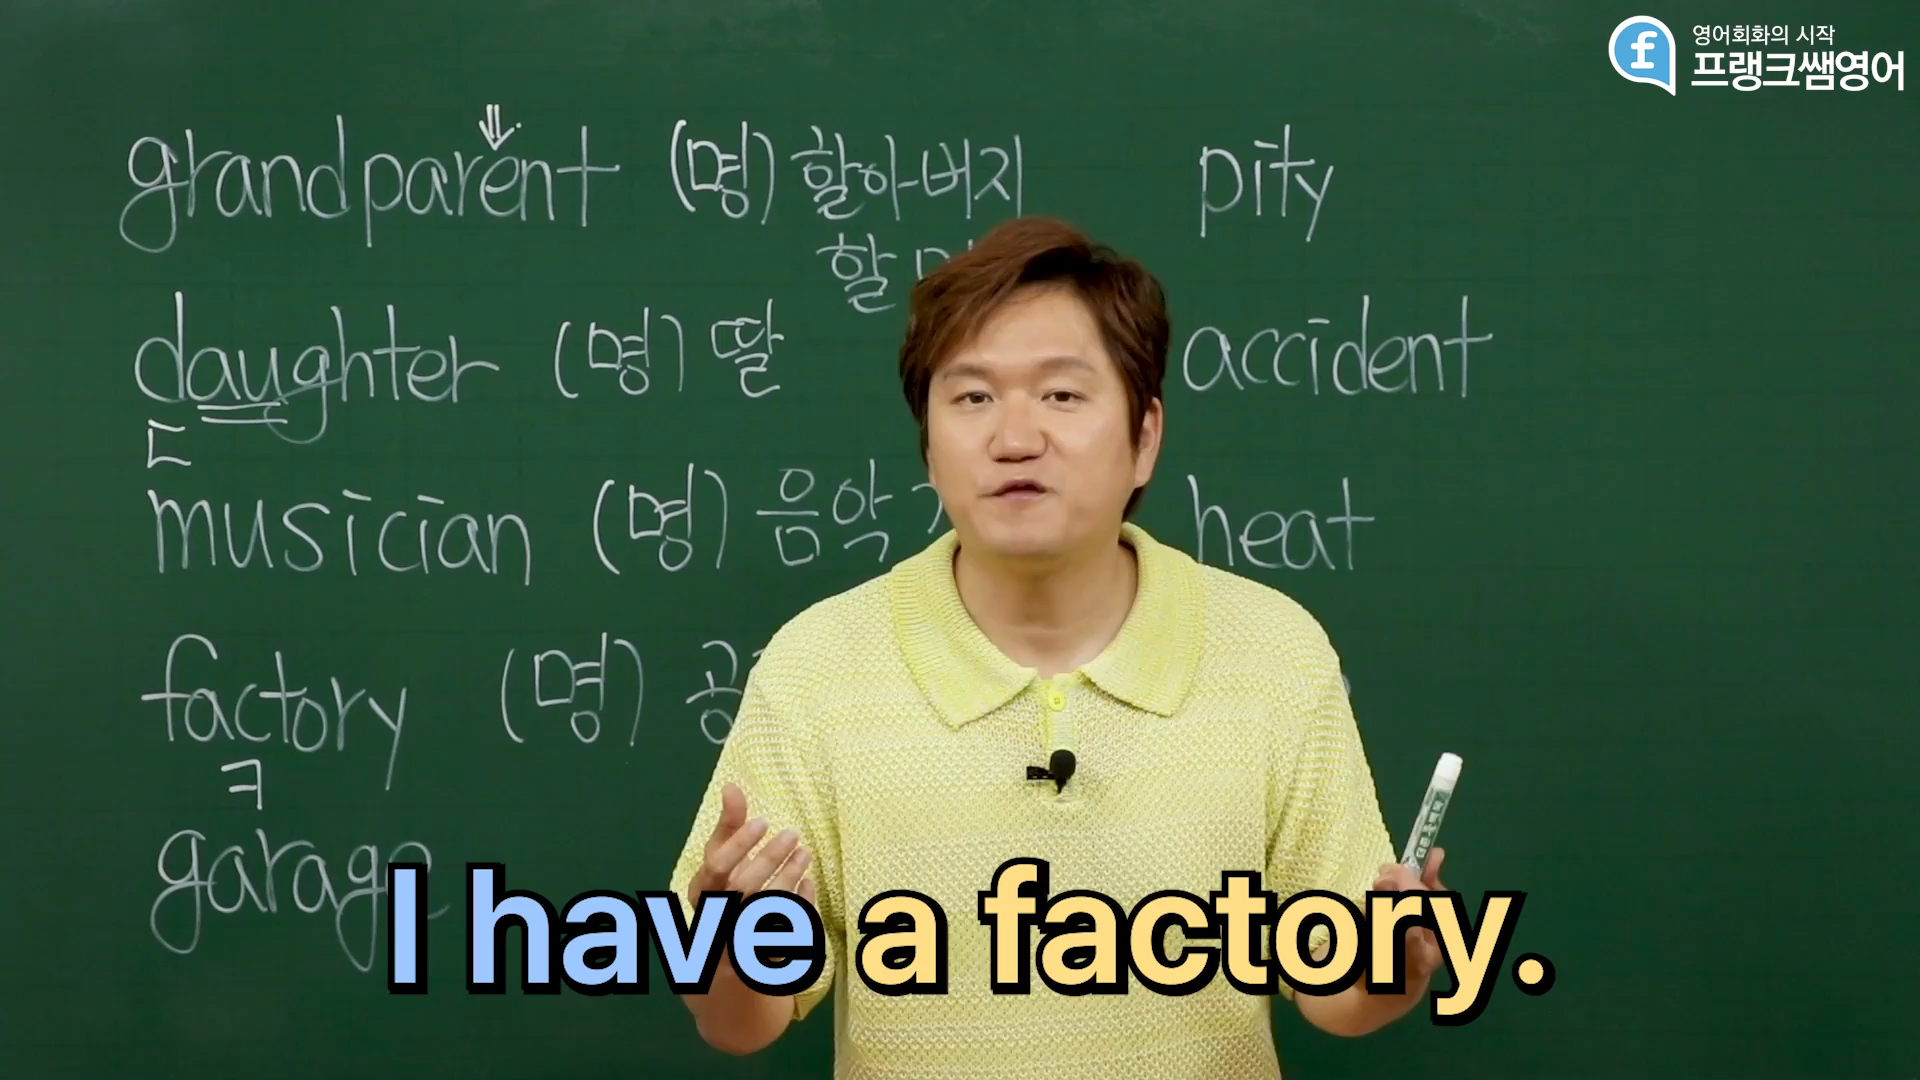 영어회화의 시작
프랭크쌤영어
grandparent (명) 할아버지
할
daughter (명) 딸
ㄷ
musician (명) 음악
factory (명) 공
ㅋ
garage
pity
accident
heat
I have a factory.